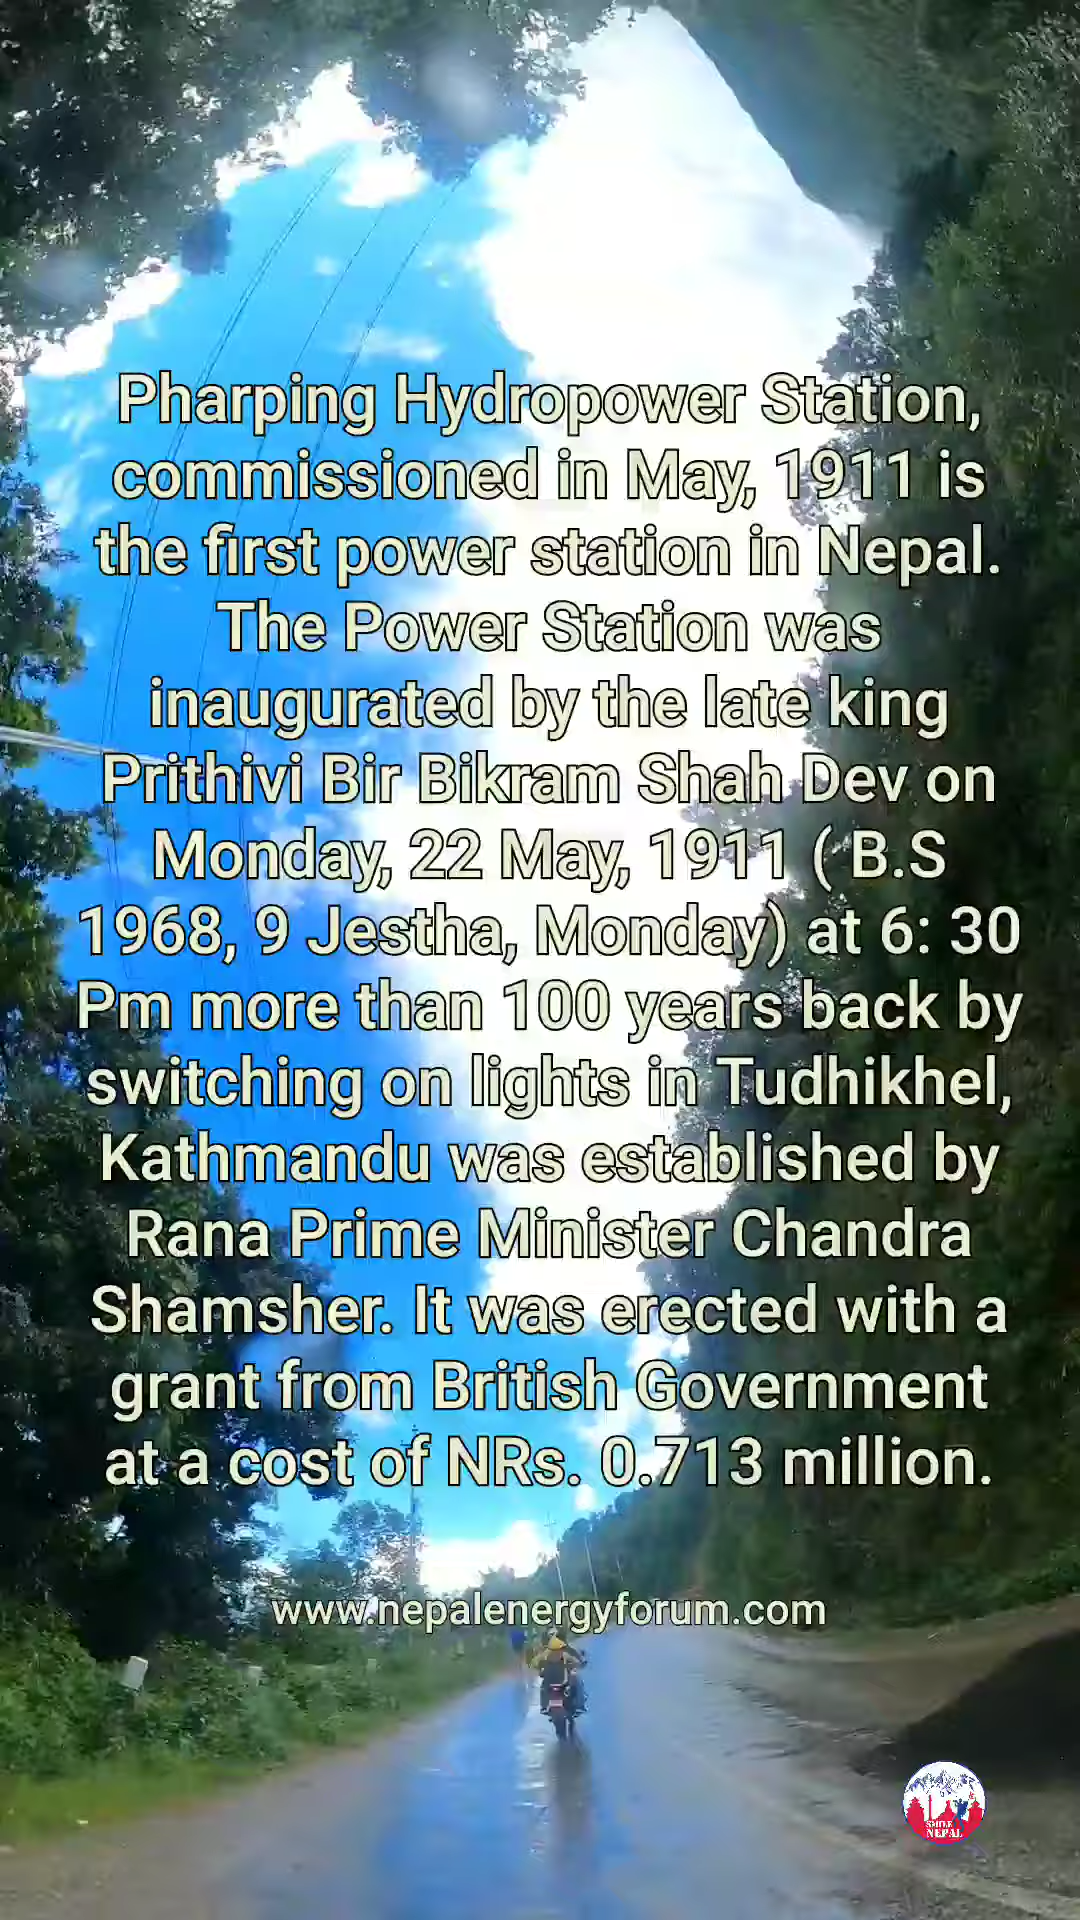 Pharping Hydropower Station,
commissioned in May, 1911 is
the first power station in Nepal.
The Power Station was
inaugurated by the late king
Prithivi Bir Bikram Shah Dev on
Monday, 22 May, 1911 ( B.S
1968, 9 Jestha, Monday) at 6: 30
Pm more than 100 years back by
switching on lights in Tudhikhel,
Kathmandu was established by
Rana Prime Minister Chandra
Shamsher. It was erected with a
grant from British Government
at a cost of NRs. 0.713 million.
www.nepalenergyforum.com
SMILE
NEPAL